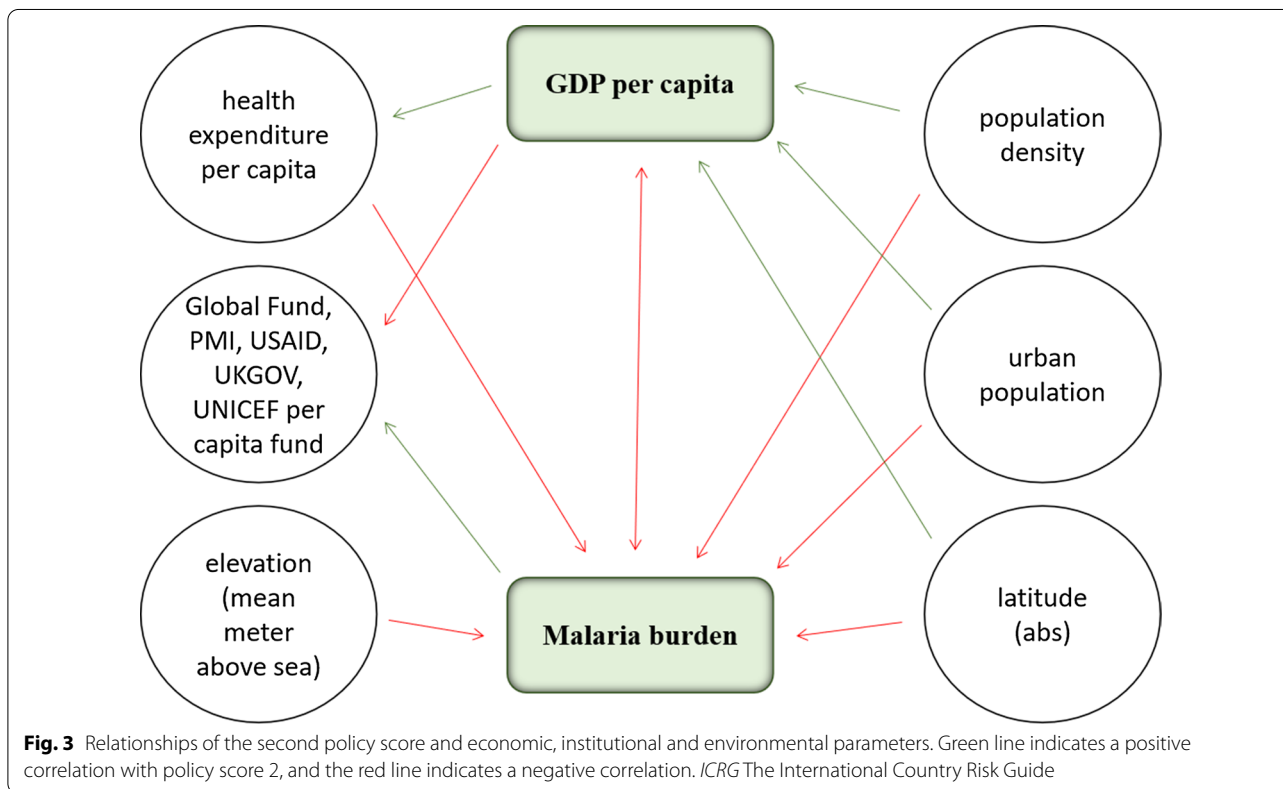 health
expenditure
per capita
GDP per capita
population
density
Global Fund,
PMI, USAID,
UKGOV,
UNICEF per
capita fund
urban
population
elevation
(mean
meter
above sea)
Malaria burden
latitude
(abs)
Fig. 3 Relationships of the second policy score and economic, institutional and environmental parameters. Green line indicates a positive
correlation with policy score 2, and the red line indicates a negative correlation. ICRG The International Country Risk Guide